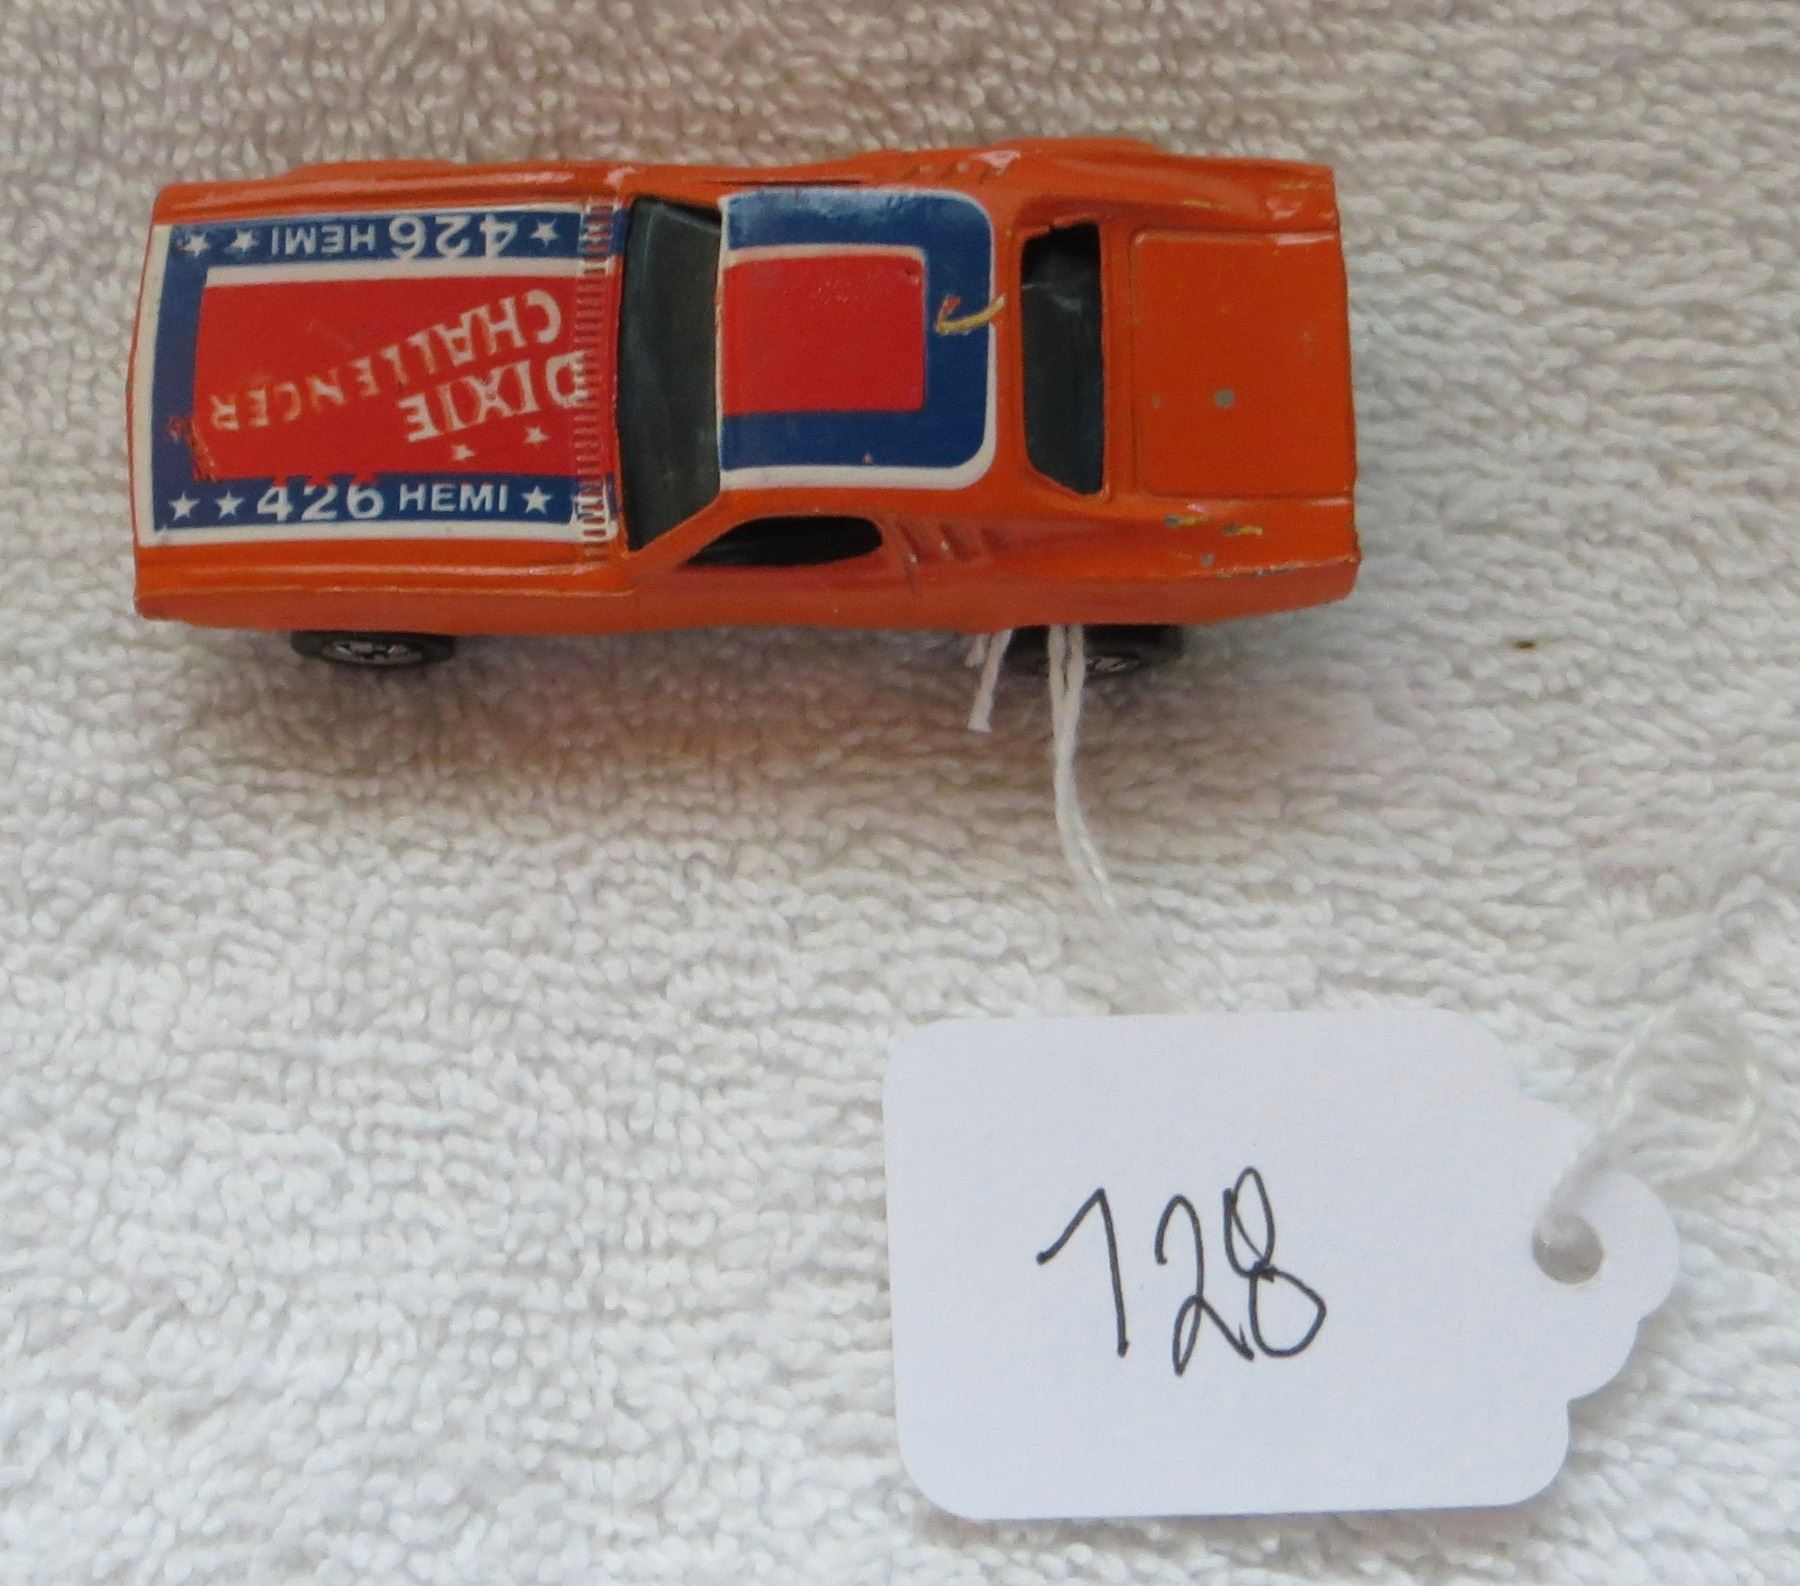 426 HEMI
DIXIE
CHALLENGER
426 HEMI
128